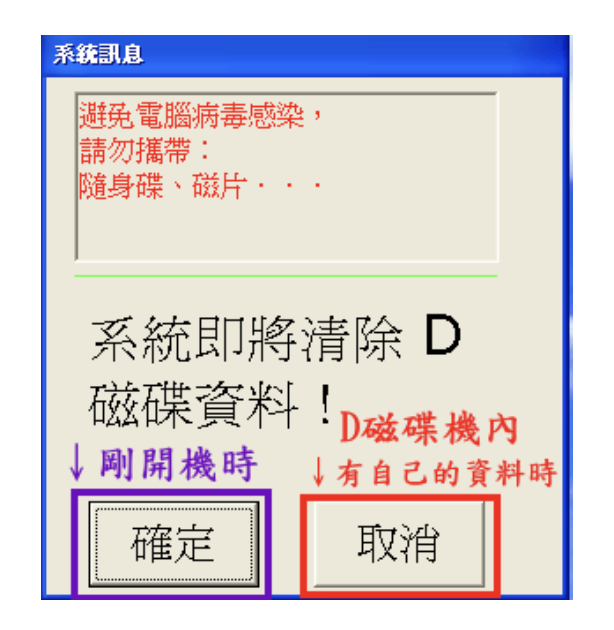 系統訊息
避免電腦病毒感染，
請勿攜帶：
隨身碟、磁片・・・
系統即將清除 D
磁碟資料！
D磁碟機內
↓剛開機時
↓有自己的資料時
確定
取消